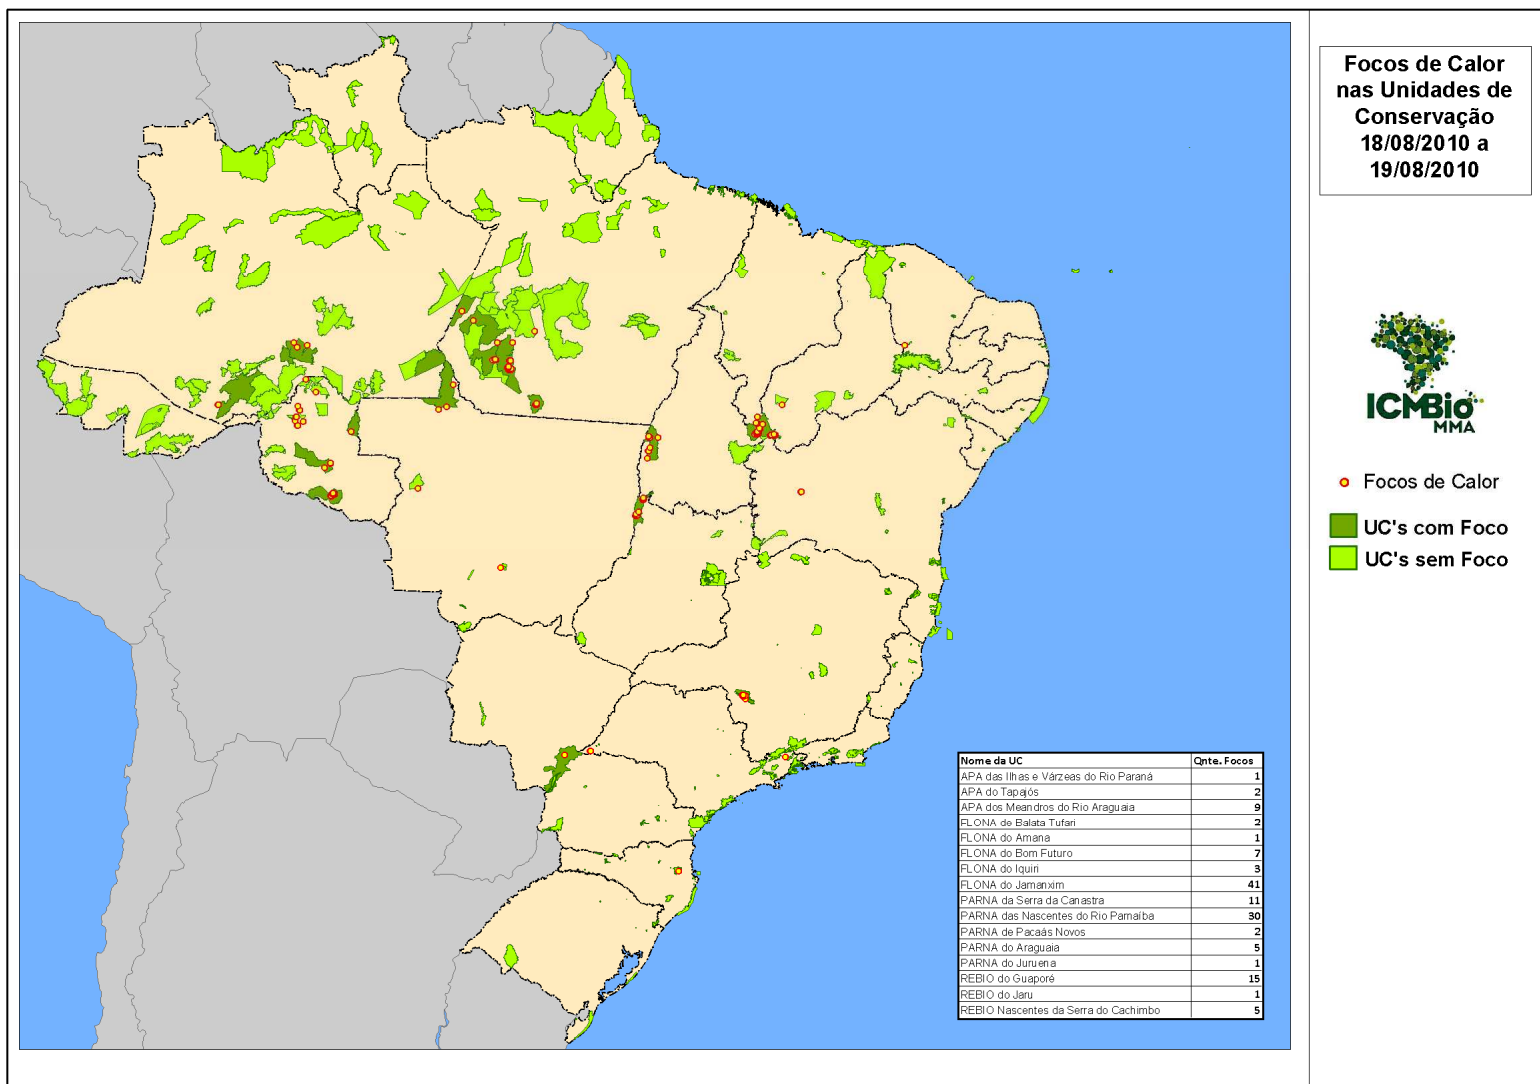 Focos de Calor
nas Unidades de
Conservação
18/08/2010 a
19/08/2010
ICMBio
MMA
Focos de Calor
UC's com Foco
UC's sem Foco
Nome da UC Qnte. Focos
APA das Ilhas e Várzeas do Rio Paraná 1
APA do Tapajós 2
APA dos Meandros do Rio Araguaia 9
FLONA de Balata Tufari 2
FLONA do Amana 1
FLONA do Bom Futuro 7
FLONA do Iquiri 3
FLONA do Jamanxim 41
PARNA da Serra da Canastra 11
PARNA das Nascentes do Rio Parnaíba 30
PARNA de Pacaás Novos 2
PARNA do Araguaia 5
PARNA do Juruena 1
REBIO do Guaporé 15
REBIO do Jaru 1
REBIO Nascentes da Serra do Cachimbo 5